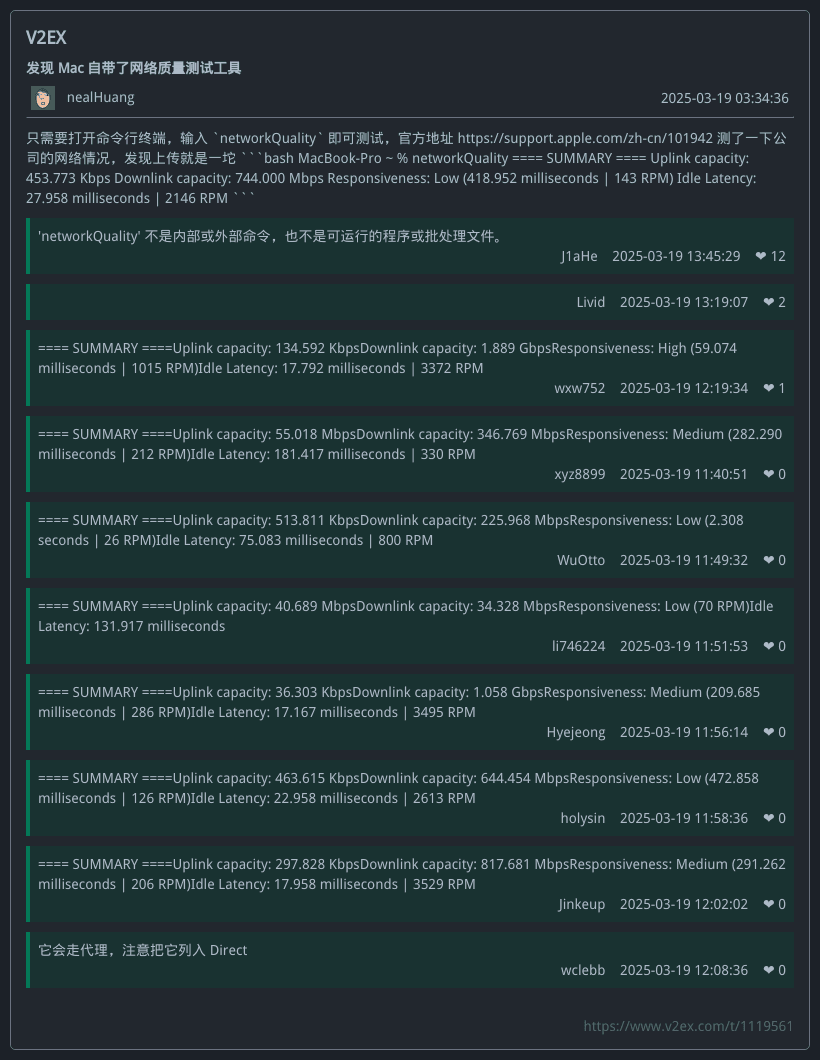 V2EX
发现 Mac 自带了网络质量测试工具
nealHuang 2025-03-19 03:34:36
只需要打开命令行终端，输入 `networkQuality` 即可测试，官方地址 https://support.apple.com/zh-cn/101942 测了一下公
司的网络情况，发现上传就是一坨 ```bash MacBook-Pro ~ % networkQuality ==== SUMMARY ==== Uplink capacity:
453.773 Kbps Downlink capacity: 744.000 Mbps Responsiveness: Low (418.952 milliseconds | 143 RPM) Idle Latency:
27.958 milliseconds | 2146 RPM ```
'networkQuality' 不是内部或外部命令，也不是可运行的程序或批处理文件。
J1aHe 2025-03-19 13:45:29 ❤ 12
Livid 2025-03-19 13:19:07 ❤ 2
==== SUMMARY ====Uplink capacity: 134.592 KbpsDownlink capacity: 1.889 GbpsResponsiveness: High (59.074
milliseconds | 1015 RPM)Idle Latency: 17.792 milliseconds | 3372 RPM
wxw752 2025-03-19 12:19:34 ❤ 1
==== SUMMARY ====Uplink capacity: 55.018 MbpsDownlink capacity: 346.769 MbpsResponsiveness: Medium (282.290
milliseconds | 212 RPM)Idle Latency: 181.417 milliseconds | 330 RPM
xyz8899 2025-03-19 11:40:51 ❤ 0
==== SUMMARY ====Uplink capacity: 513.811 KbpsDownlink capacity: 225.968 MbpsResponsiveness: Low (2.308
seconds | 26 RPM)Idle Latency: 75.083 milliseconds | 800 RPM
WuOtto 2025-03-19 11:49:32 ❤ 0
==== SUMMARY ====Uplink capacity: 40.689 MbpsDownlink capacity: 34.328 MbpsResponsiveness: Low (70 RPM)Idle
Latency: 131.917 milliseconds
li746224 2025-03-19 11:51:53 ❤ 0
==== SUMMARY ====Uplink capacity: 36.303 KbpsDownlink capacity: 1.058 GbpsResponsiveness: Medium (209.685
milliseconds | 286 RPM)Idle Latency: 17.167 milliseconds | 3495 RPM
Hyejeong 2025-03-19 11:56:14 ❤ 0
==== SUMMARY ====Uplink capacity: 463.615 KbpsDownlink capacity: 644.454 MbpsResponsiveness: Low (472.858
milliseconds | 126 RPM)Idle Latency: 22.958 milliseconds | 2613 RPM
holysin 2025-03-19 11:58:36 ❤ 0
==== SUMMARY ====Uplink capacity: 297.828 KbpsDownlink capacity: 817.681 MbpsResponsiveness: Medium (291.262
milliseconds | 206 RPM)Idle Latency: 17.958 milliseconds | 3529 RPM
Jinkeup 2025-03-19 12:02:02 ❤ 0
它会走代理，注意把它列入 Direct
wclebb 2025-03-19 12:08:36 ❤ 0
https://www.v2ex.com/t/1119561